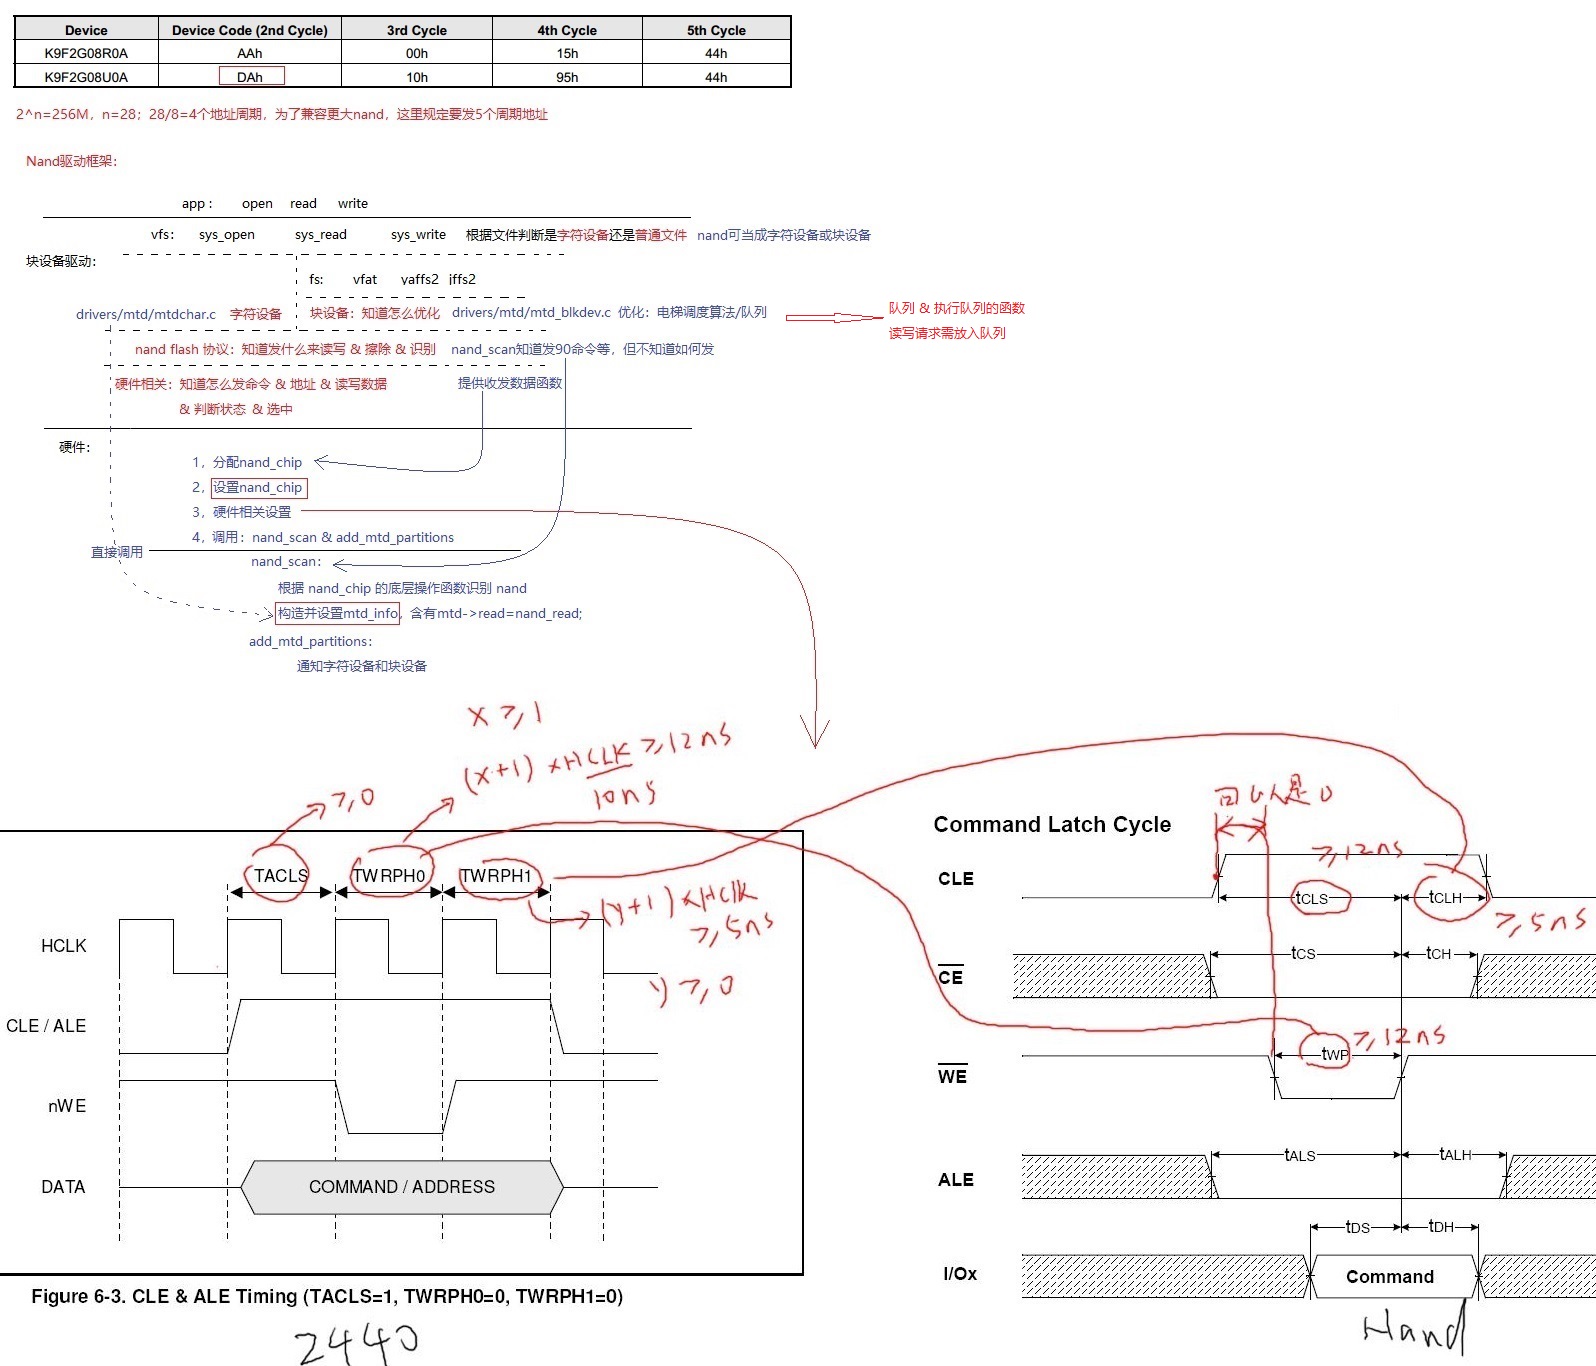 Device Device Code (2nd Cycle) 3rd Cycle 4th Cycle 5th Cycle
K9F2G08R0A AAh 00h 15h 44h
K9F2G08U0A DAh 10h 95h 44h
2^n=256M，n=28；28/8=4个地址周期，为了兼容更大nand，这里规定要发5个周期地址
Nand驱动框架：
app： open read write
vfs： sys_open sys_read sys_write 根据文件判断是字符设备还是普通文件 nand可当成字符设备或块设备
块设备驱动：
fs: vfat yaffs2 jffs2
drivers/mtd/mtdchar.c 字符设备 块设备：知道怎么优化 drivers/mtd/mtd_blkdev.c 优化：电梯调度算法/队列
队列 & 执行队列的函数
读写请求需放入队列
nand flash 协议：知道发什么来读写 & 擦除 & 识别 nand_scan知道发90命令等，但不知道如何发
硬件相关：知道怎么发命令 & 地址 & 读写数据 提供收发数据函数
& 判断状态 & 选中
硬件：
1，分配nand_chip
2，设置nand_chip
3，硬件相关设置
4，调用：nand_scan & add_mtd_partitions
直接调用
nand_scan：
根据 nand_chip 的底层操作函数识别 nand
构造并设置mtd_info，含有mtd->read=nand_read;
add_mtd_partitions：
通知字符设备和块设备
x ≥ 1
(x+1) × HCLK ≥ 12ns
10ns
≥ 0
TACLS TWRPH0 TWRPH1
(y+1) × HCLK
≥ 5ns
y ≥ 0
HCLK
CLE / ALE
nWE
DATA COMMAND / ADDRESS
Figure 6-3. CLE & ALE Timing (TACLS=1, TWRPH0=0, TWRPH1=0)
2440
是0
Command Latch Cycle
≥ 12ns
CLE tCLS tCLH
≥ 5ns
CE tCS tCH
≥ 12ns
WE tWP
ALE tALS tALH
tDS tDH
I/Ox Command
Nand